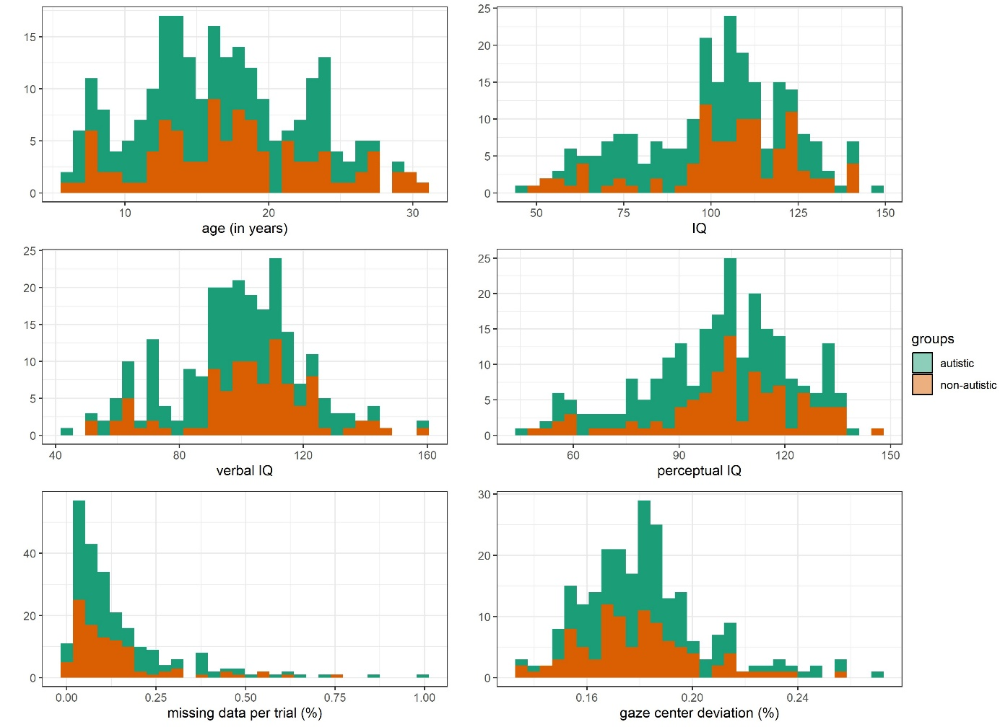 15
10
5
0
10 20 30
age (in years)
25
20
15
10
5
0
50 75 100 125 150
IQ
25
20
15
10
5
0
40 80 120 160
verbal IQ
25
20
15
10
5
0
60 90 120 150
perceptual IQ
groups
autistic
non-autistic
40
20
0
0.00 0.25 0.50 0.75 1.00
missing data per trial (%)
30
20
10
0
0.16 0.20 0.24
gaze center deviation (%)